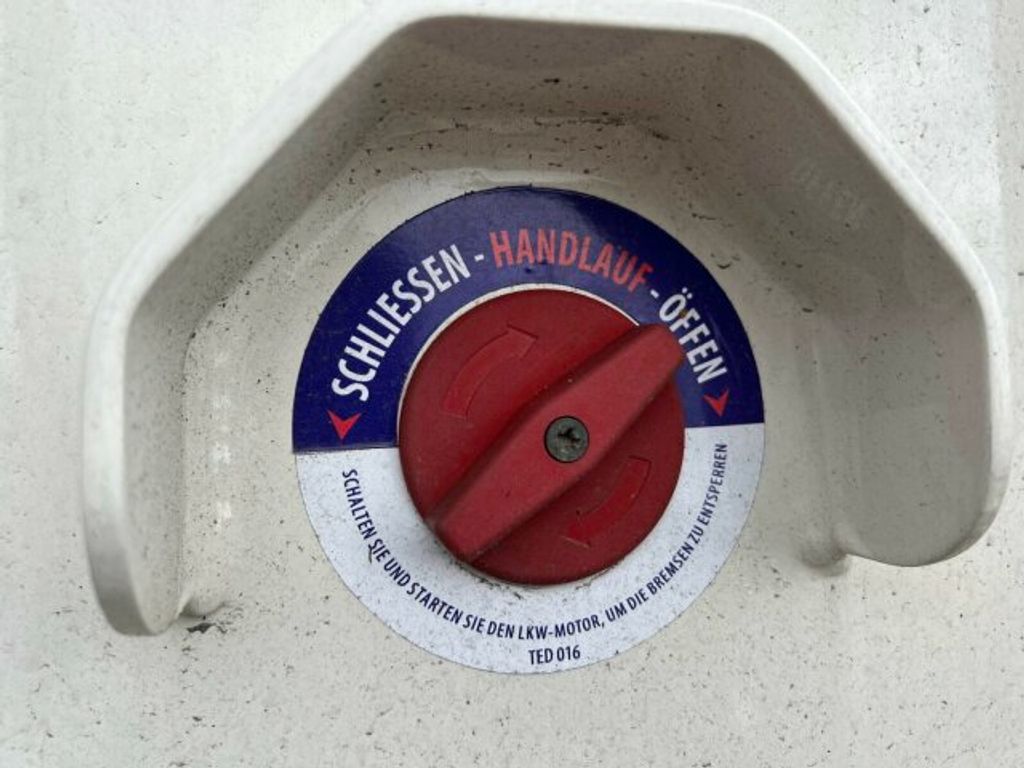 SCHLIESSEN - HANDLAUF - ÖFFEN
SCHALTEN SIE UND STARTEN SIE DEN LKW-MOTOR, UM DIE BREMSEN ZU ENTSPERREN
TED 016